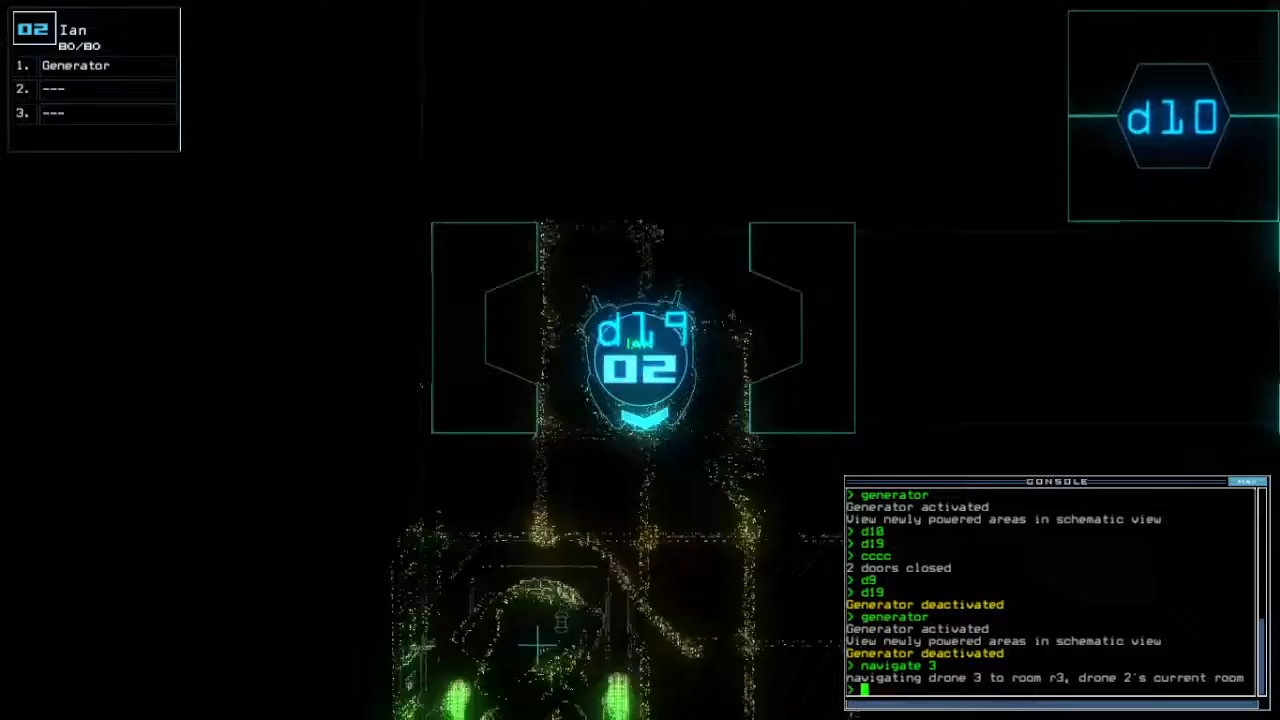 02 Ian
80/80
1. Generator
2. ---
3. ---
d10
d19
Ian
02
CONSOLE
> generator
Generator activated
View newly powered areas in schematic view
> d10
> d19
> cccc
2 doors closed
> d9
> d19
Generator deactivated
> generator
Generator activated
View newly powered areas in schematic view
Generator deactivated
> navigate 3
navigating drone 3 to room r3, drone 2's current room
>